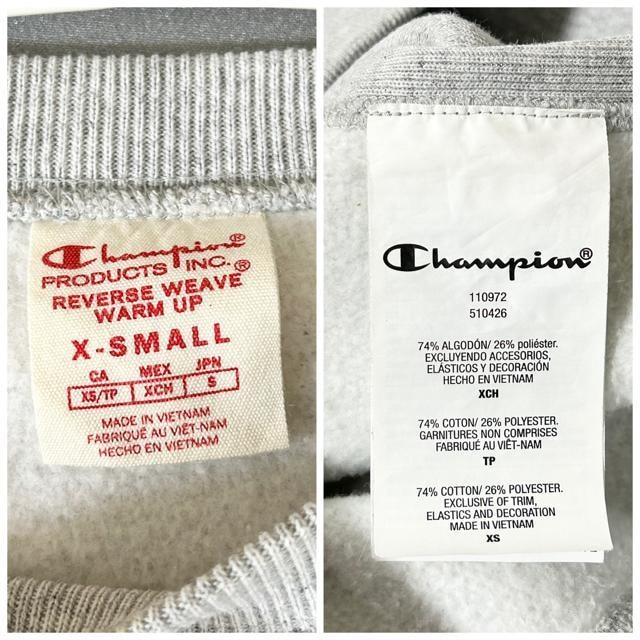 Champion®
PRODUCTS INC.®
REVERSE WEAVE
WARM UP
X-SMALL
CA MEX JPN
XS/TP XCH S
MADE IN VIETNAM
FABRIQUÉ AU VIÊT-NAM
HECHO EN VIETNAM
Champion®
110972
510426
74% ALGODÓN/ 26% poliéster.
EXCLUYENDO ACCESORIOS,
ELÁSTICOS Y DECORACIÓN
HECHO EN VIETNAM
XCH
74% COTON/ 26% POLYESTER.
GARNITURES NON COMPRISES
FABRIQUÉ AU VIÊT-NAM
TP
74% COTTON/ 26% POLYESTER.
EXCLUSIVE OF TRIM,
ELASTICS AND DECORATION
MADE IN VIETNAM
XS